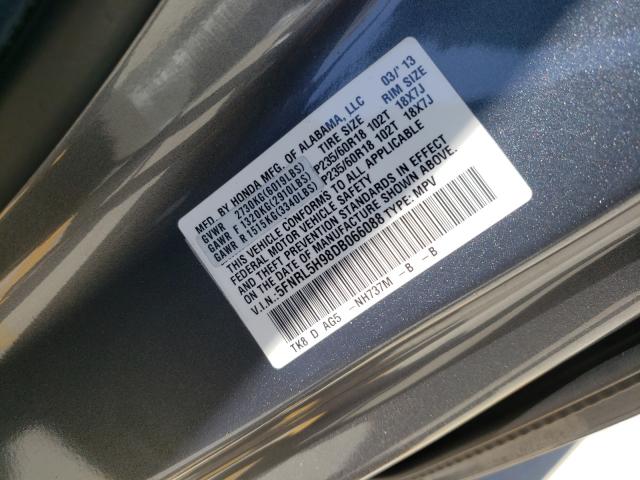 MFD. BY HONDA MFG. OF ALABAMA, LLC 03/'13
GVWR 2730KG(6019LBS) TIRE SIZE RIM SIZE
GAWR F 1320KG(2910LBS) P235/60R18 102T 18X7J
GAWR R 1515KG(3340LBS) P235/60R18 102T 18X7J
THIS VEHICLE CONFORMS TO ALL APPLICABLE
FEDERAL MOTOR VEHICLE SAFETY
AND THEFT PREVENTION STANDARDS IN EFFECT
ON THE DATE OF MANUFACTURE SHOWN ABOVE.
V.I.N.: 5FNRL5H98DB066088 TYPE: MPV
TK8 D AG5 -NH737M -B -B